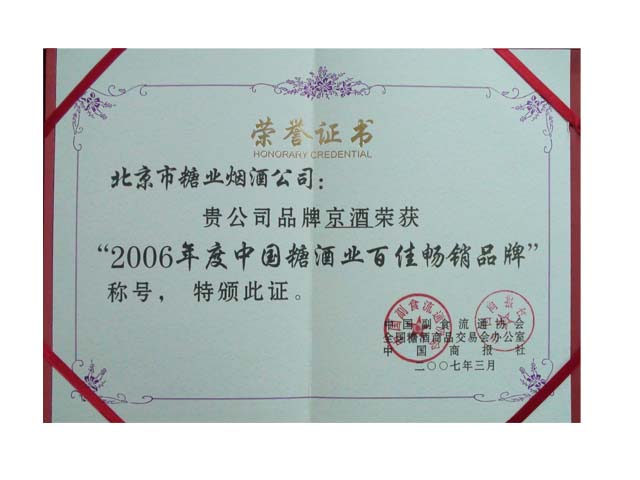 荣誉证书
HONORARY CREDENTIAL
北京市糖业烟酒公司：
贵公司品牌京酒荣获
“2006年度中国糖酒业百佳畅销品牌”
称号，特颁此证。
中国副食流通协会
全国糖酒商品交易会办公室
中国商报社
二〇〇七年三月